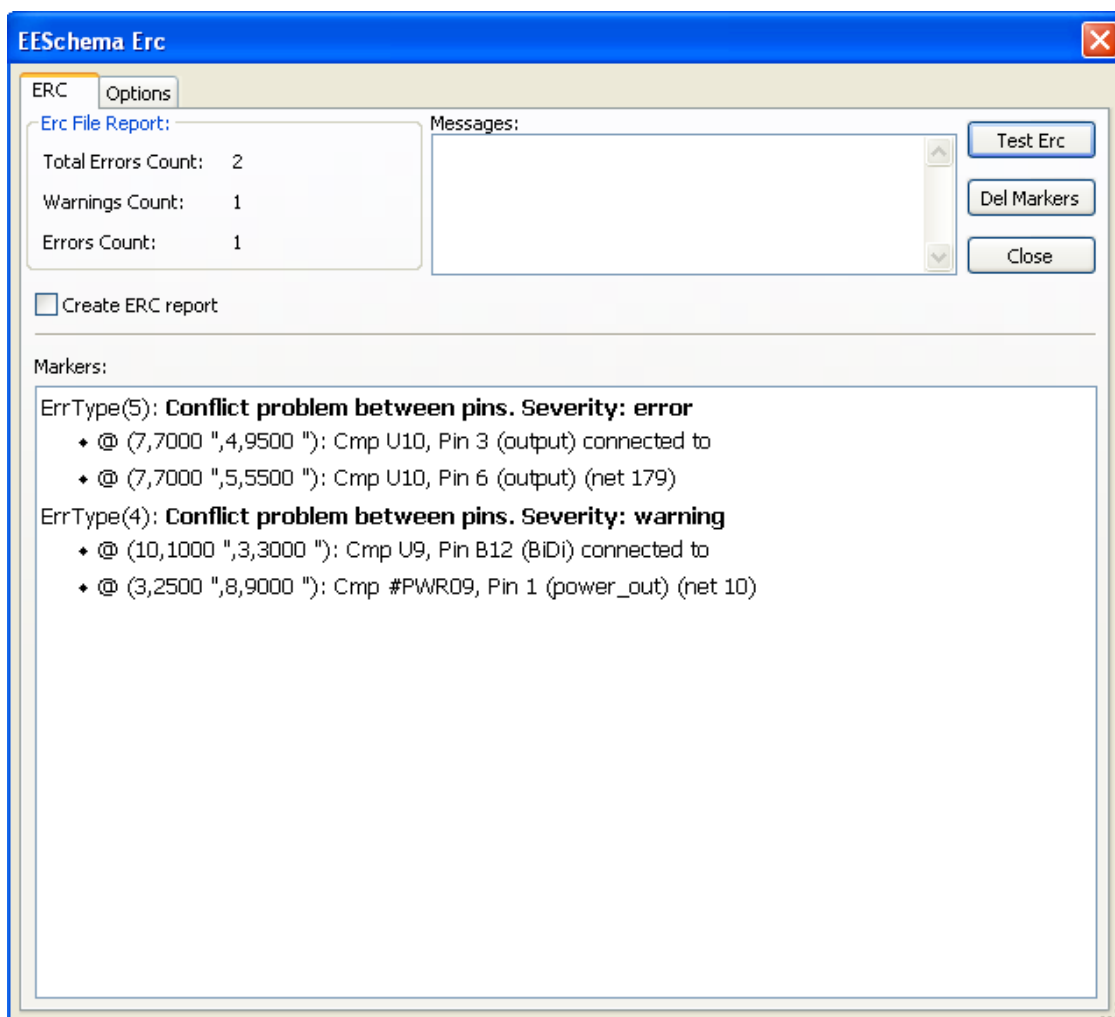 EESchema Erc
ERC
Options
Erc File Report:
Total Errors Count: 2
Warnings Count: 1
Errors Count: 1
Messages:
Test Erc
Del Markers
Close
Create ERC report
Markers:
ErrType(5): Conflict problem between pins. Severity: error
@ (7,7000 ",4,9500 "): Cmp U10, Pin 3 (output) connected to
@ (7,7000 ",5,5500 "): Cmp U10, Pin 6 (output) (net 179)
ErrType(4): Conflict problem between pins. Severity: warning
@ (10,1000 ",3,3000 "): Cmp U9, Pin B12 (BiDi) connected to
@ (3,2500 ",8,9000 "): Cmp #PWR09, Pin 1 (power_out) (net 10)